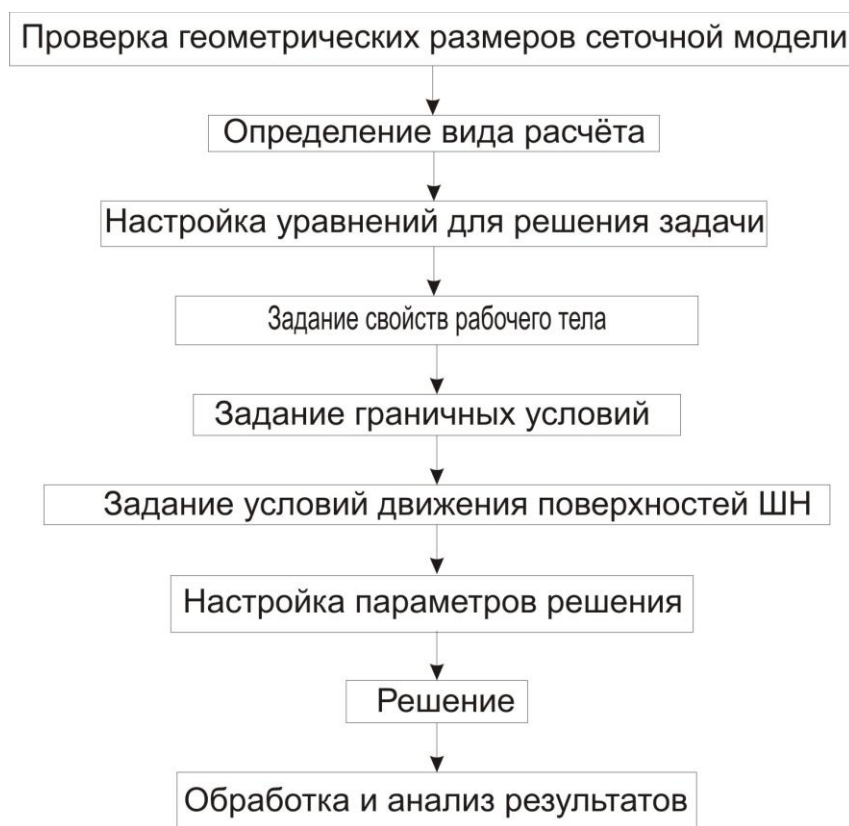 Проверка геометрических размеров сеточной модели
Определение вида расчёта
Настройка уравнений для решения задачи
Задание свойств рабочего тела
Задание граничных условий
Задание условий движения поверхностей ШН
Настройка параметров решения
Решение
Обработка и анализ результатов